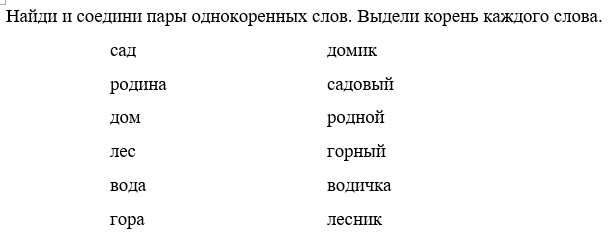 Найди и соедини пары однокоренных слов. Выдели корень каждого слова.
сад домик
родина садовый
дом родной
лес горный
вода водичка
гора лесник